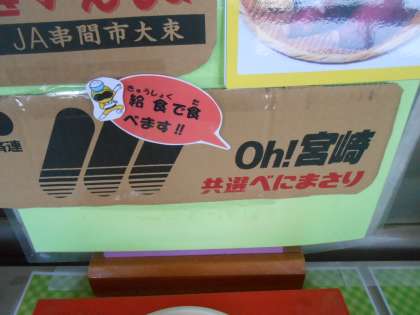 JA串間市大束
きゅうしょく た
給食で食
べます!!
Oh!宮崎
共選べにまさり